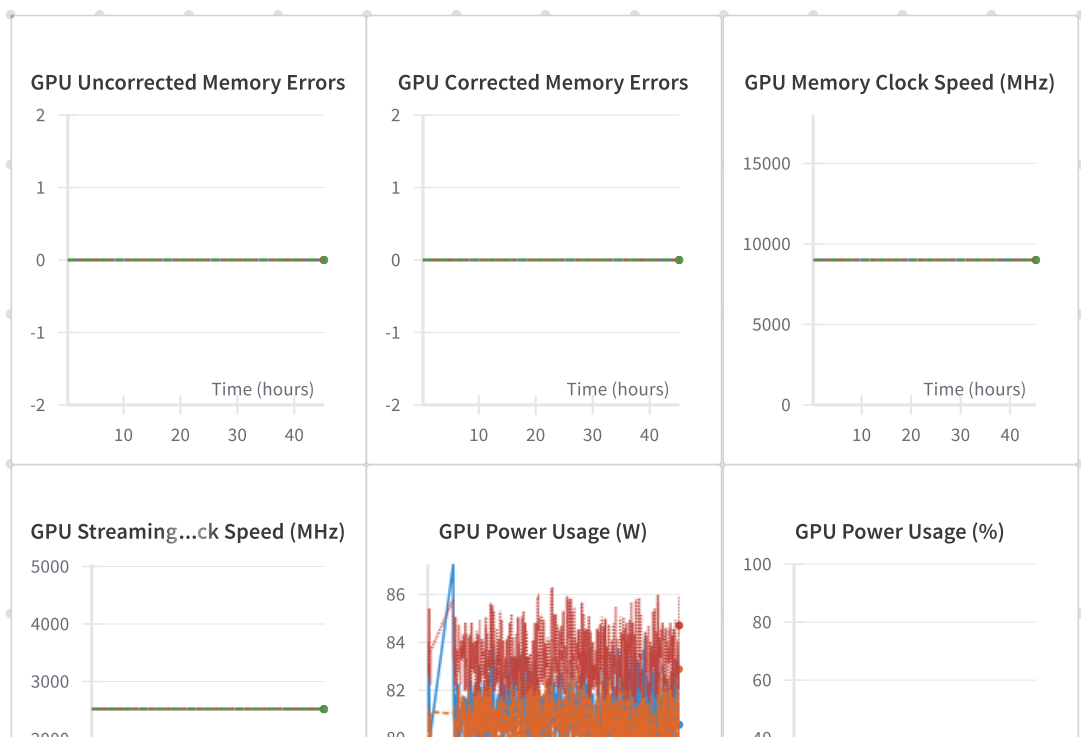 GPU Uncorrected Memory Errors
2
1
0
-1
-2
Time (hours)
10 20 30 40
GPU Corrected Memory Errors
2
1
0
-1
-2
Time (hours)
10 20 30 40
GPU Memory Clock Speed (MHz)
15000
10000
5000
0
Time (hours)
10 20 30 40
GPU Streaming...ck Speed (MHz)
5000
4000
3000
2000
GPU Power Usage (W)
86
84
82
80
GPU Power Usage (%)
100
80
60
40